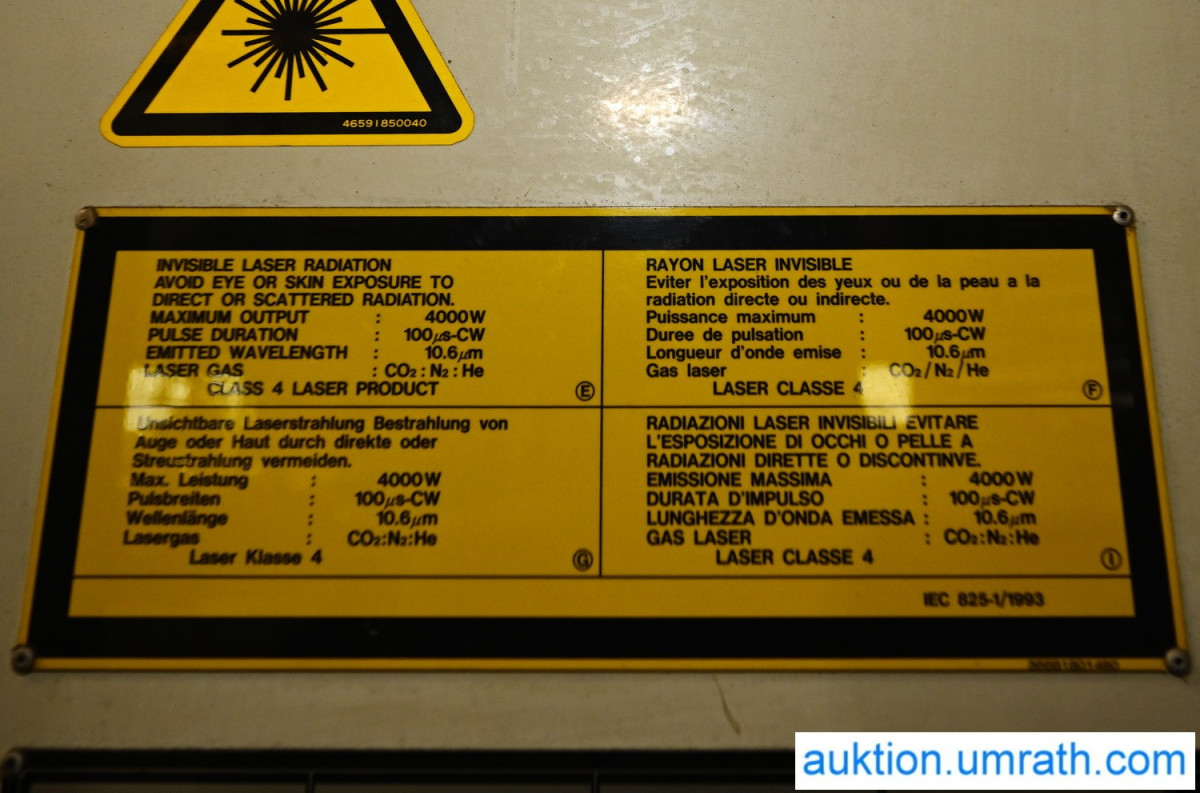 46591850040
INVISIBLE LASER RADIATION
AVOID EYE OR SKIN EXPOSURE TO
DIRECT OR SCATTERED RADIATION.
MAXIMUM OUTPUT : 4000W
PULSE DURATION : 100μs-CW
EMITTED WAVELENGTH : 10.6μm
LASER GAS : CO₂:N₂:He
CLASS 4 LASER PRODUCT
E
RAYON LASER INVISIBLE
Eviter l'exposition des yeux ou de la peau a la
radiation directe ou indirecte.
Puissance maximum : 4000W
Duree de pulsation : 100μs-CW
Longueur d'onde emise : 10.6μm
Gas laser : CO₂/N₂/He
LASER CLASSE 4
F
Unsichtbare Laserstrahlung Bestrahlung von
Auge oder Haut durch direkte oder
Streustrahlung vermeiden.
Max. Leistung : 4000W
Pulsbreiten : 100μs-CW
Wellenlänge : 10.6μm
Lasergas : CO₂:N₂:He
Laser Klasse 4
G
RADIAZIONI LASER INVISIBILI EVITARE
L'ESPOSIZIONE DI OCCHI O PELLE A
RADIAZIONI DIRETTE O DISCONTINVE.
EMISSIONE MASSIMA : 4000W
DURATA D'IMPULSO : 100μs-CW
LUNGHEZZA D'ONDA EMESSA : 10.6μm
GAS LASER : CO₂:N₂:He
LASER CLASSE 4
I
IEC 825-1/1993
auktion.umrath.com